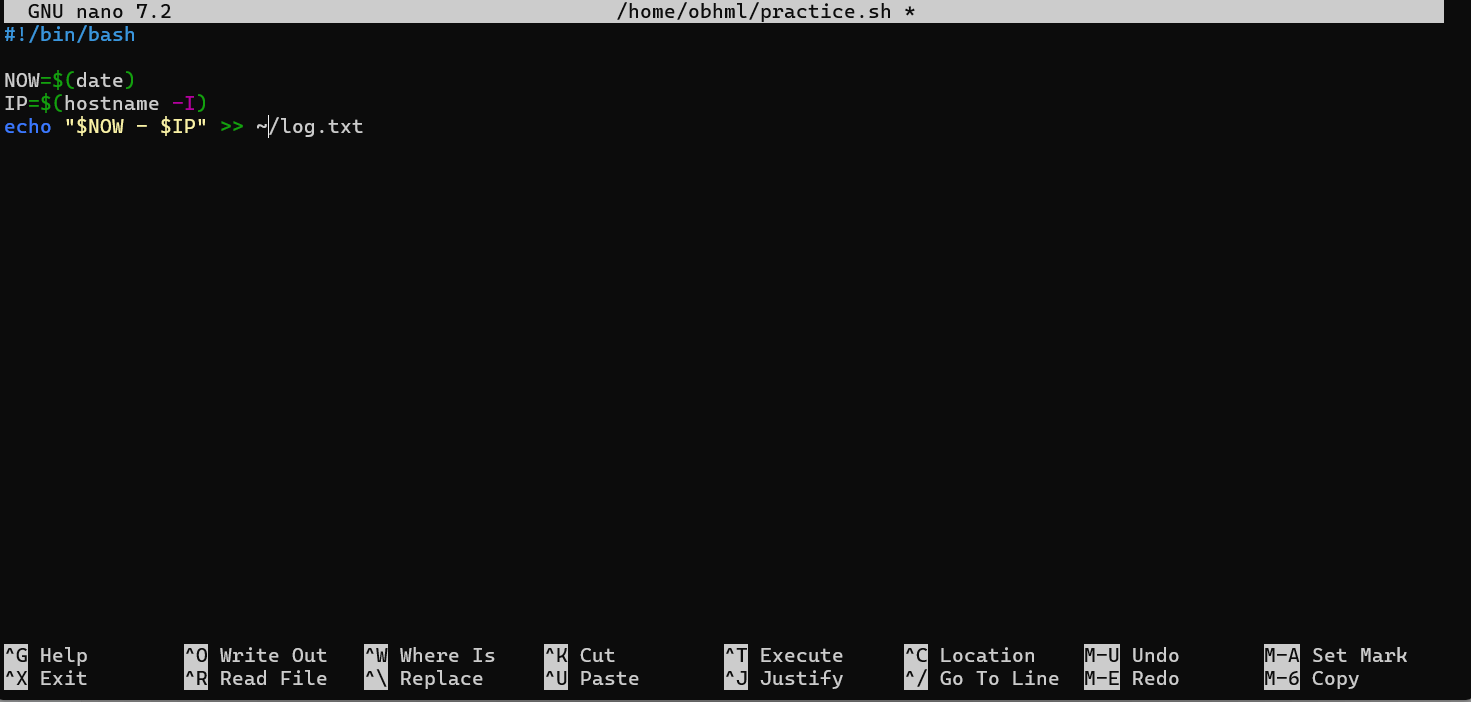 GNU nano 7.2 /home/obhml/practice.sh *
#!/bin/bash

NOW=$(date)
IP=$(hostname -I)
echo "$NOW - $IP" >> ~/log.txt

^G Help ^O Write Out ^W Where Is ^K Cut ^T Execute ^C Location M-U Undo M-A Set Mark
^X Exit ^R Read File ^\ Replace ^U Paste ^J Justify ^/ Go To Line M-E Redo M-6 Copy